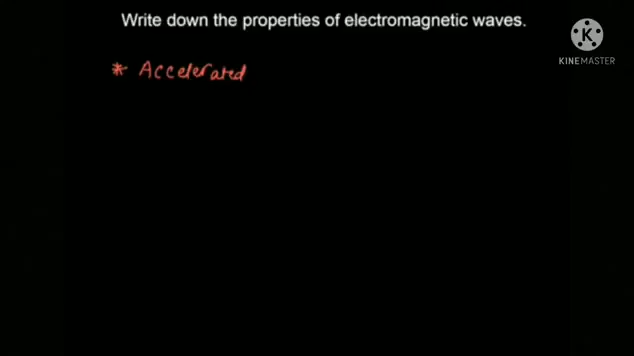 Write down the properties of electromagnetic waves.
K
KINEMASTER
* Accelerated